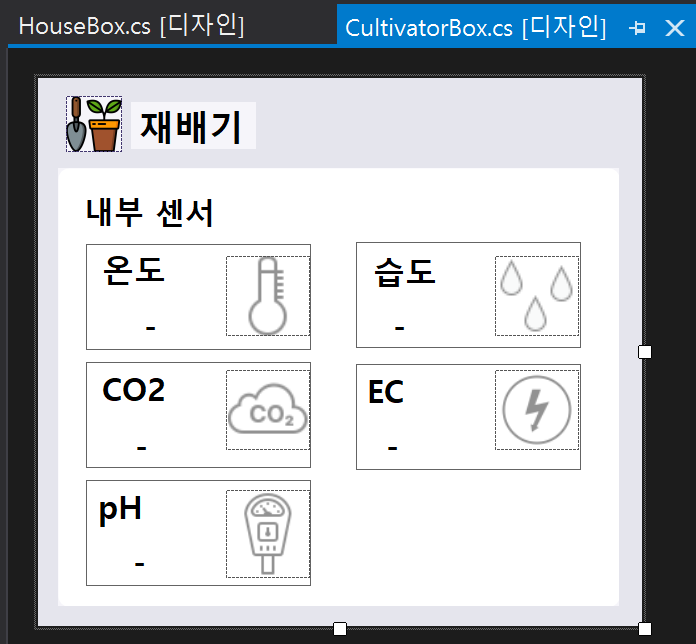 HouseBox.cs [디자인]
CultivatorBox.cs [디자인]
재배기
내부 센서
온도
-
습도
-
CO2
-
CO₂
EC
-
pH
-